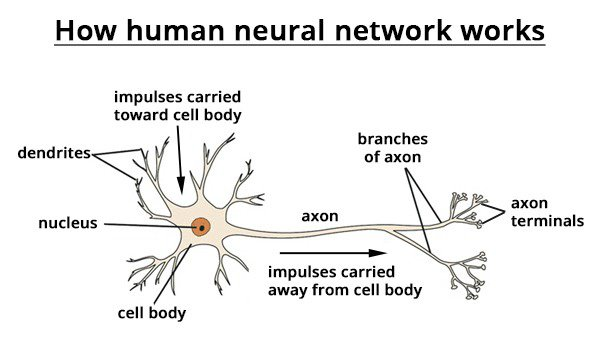 How human neural network works
impulses carried
toward cell body
branches
of axon
dendrites
axon
terminals
nucleus
axon
impulses carried
away from cell body
cell body